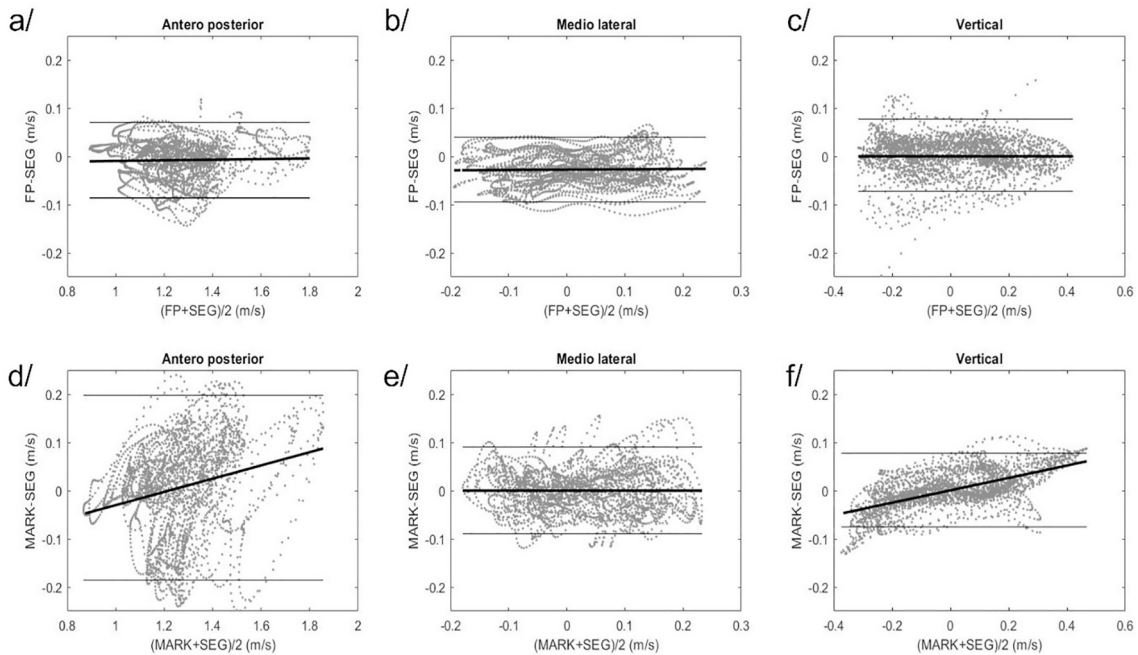 a/
Antero posterior
FP-SEG (m/s)
0.2
0.1
0
-0.1
-0.2
0.8 1 1.2 1.4 1.6 1.8 2
(FP+SEG)/2 (m/s)
b/
Medio lateral
FP-SEG (m/s)
0.2
0.1
0
-0.1
-0.2
-0.2 -0.1 0 0.1 0.2 0.3
(FP+SEG)/2 (m/s)
c/
Vertical
FP-SEG (m/s)
0.2
0.1
0
-0.1
-0.2
-0.4 -0.2 0 0.2 0.4 0.6
(FP+SEG)/2 (m/s)
d/
Antero posterior
MARK-SEG (m/s)
0.2
0.1
0
-0.1
-0.2
0.8 1 1.2 1.4 1.6 1.8 2
(MARK+SEG)/2 (m/s)
e/
Medio lateral
MARK-SEG (m/s)
0.2
0.1
0
-0.1
-0.2
-0.2 -0.1 0 0.1 0.2 0.3
(MARK+SEG)/2 (m/s)
f/
Vertical
MARK-SEG (m/s)
0.2
0.1
0
-0.1
-0.2
-0.4 -0.2 0 0.2 0.4 0.6
(MARK+SEG)/2 (m/s)